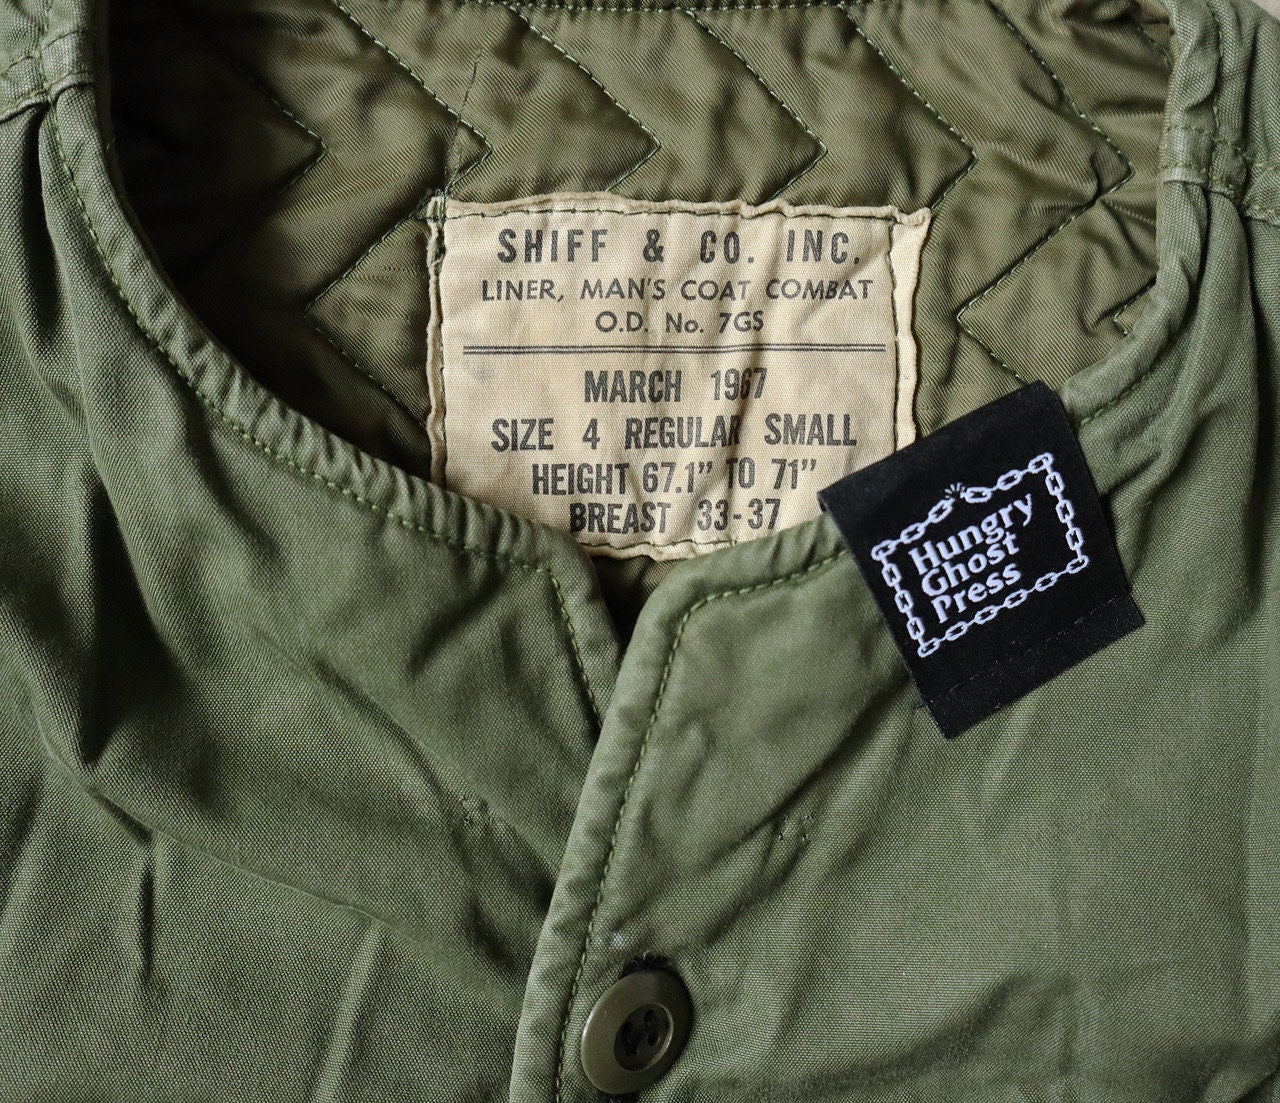 SHIFF & CO. INC.
LINER, MAN'S COAT COMBAT
O.D. No. 7GS
MARCH 1967
SIZE 4 REGULAR SMALL
HEIGHT 67.1" TO 71"
BREAST 33-37
Hungry
Ghost
Press